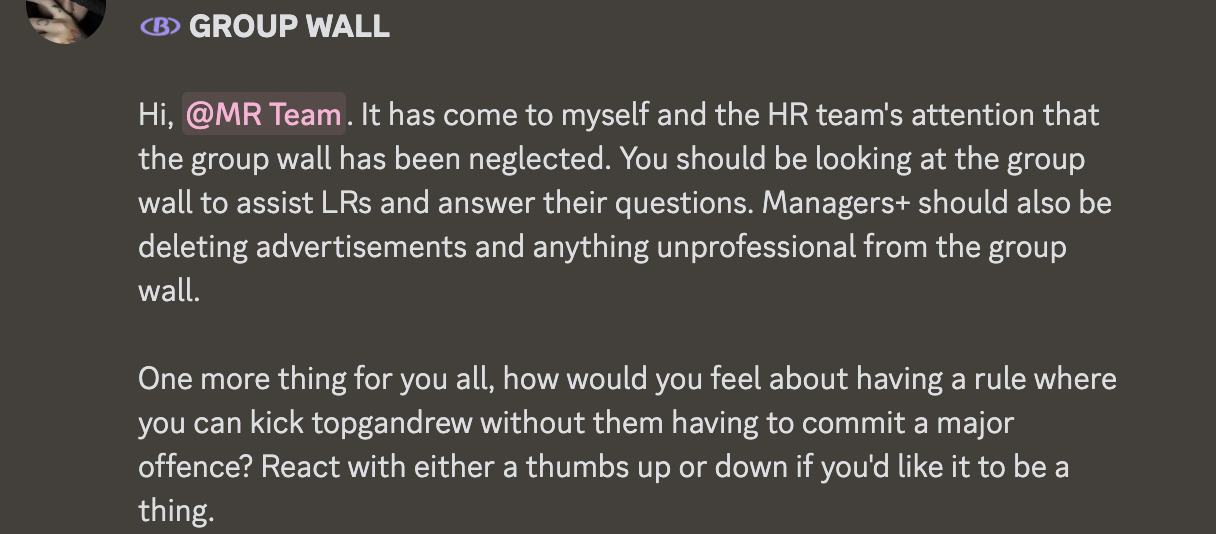 GROUP WALL
Hi, @MR Team. It has come to myself and the HR team's attention that
the group wall has been neglected. You should be looking at the group
wall to assist LRs and answer their questions. Managers+ should also be
deleting advertisements and anything unprofessional from the group
wall.
One more thing for you all, how would you feel about having a rule where
you can kick topgandrew without them having to commit a major
offence? React with either a thumbs up or down if you'd like it to be a
thing.